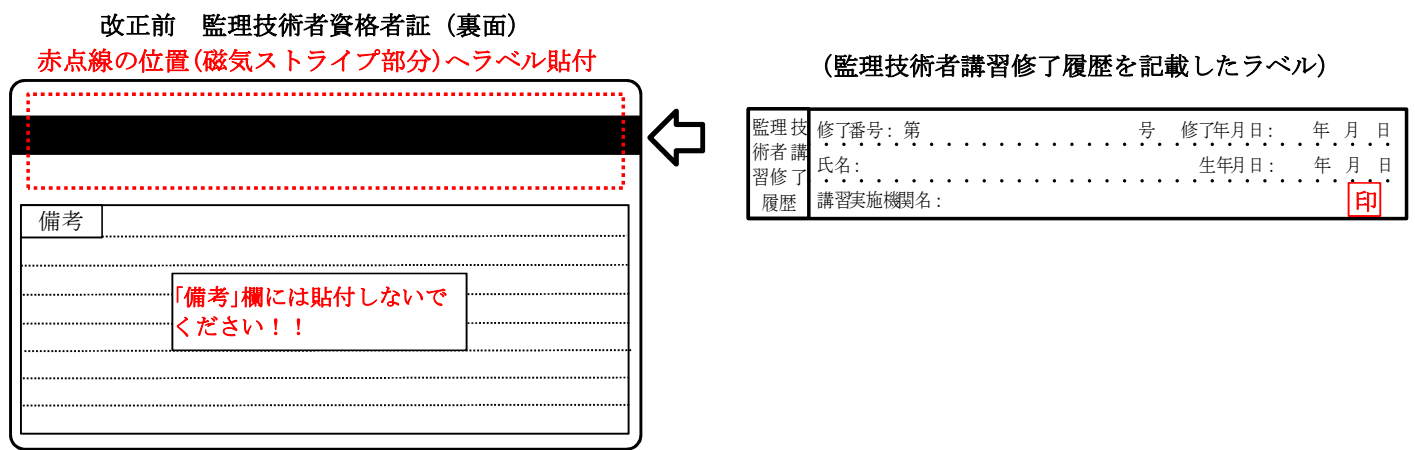 改正前　監理技術者資格者証（裏面）
赤点線の位置(磁気ストライプ部分)へラベル貼付
備考
「備考」欄には貼付しないで
ください！！
（監理技術者講習修了履歴を記載したラベル）
監理技
術者講
習修了
履歴
修了番号：第　　　　　号　修了年月日：　年　月　日
氏名：　　　　　生年月日：　年　月　日
講習実施機関名：
印